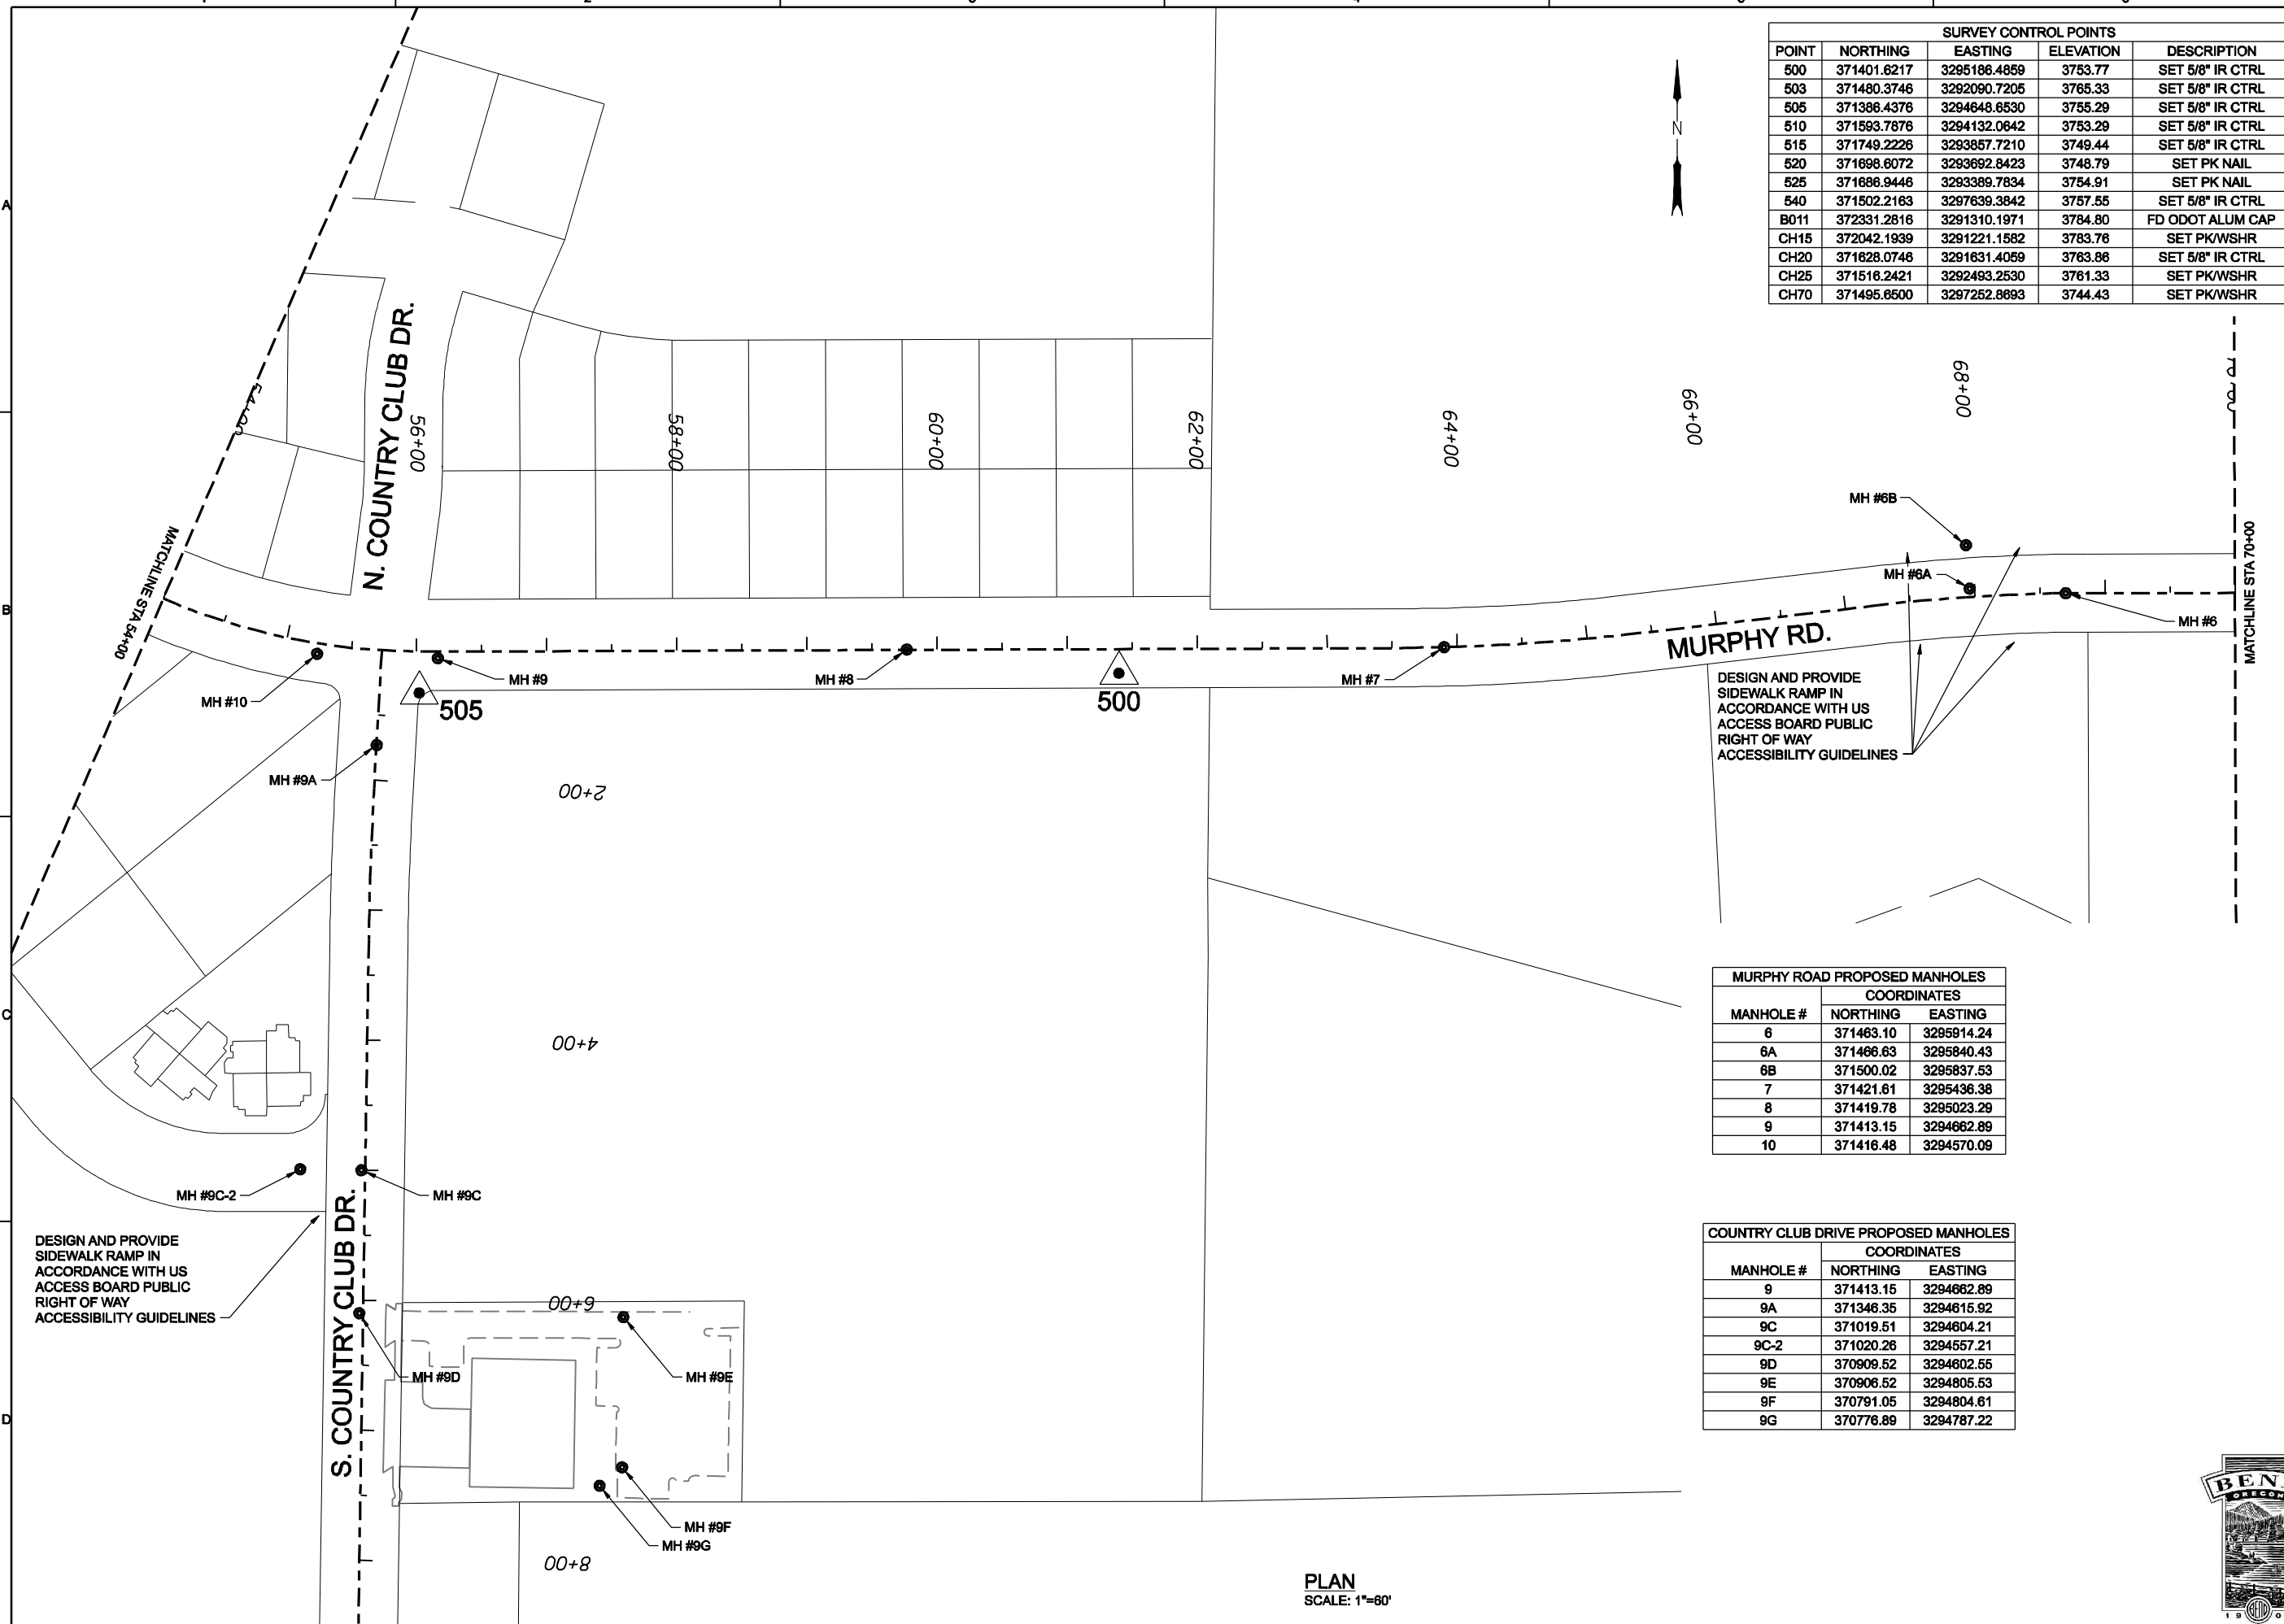 SURVEY CONTROL POINTS
POINT NORTHING EASTING ELEVATION DESCRIPTION
500 371401.6217 3295186.4859 3753.77 SET 5/8" IR CTRL
503 371480.3746 3292090.7205 3765.33 SET 5/8" IR CTRL
505 371386.4376 3294648.6530 3755.29 SET 5/8" IR CTRL
510 371593.7876 3294132.0642 3753.29 SET 5/8" IR CTRL
515 371749.2226 3293857.7210 3749.44 SET 5/8" IR CTRL
520 371698.6072 3293692.8423 3748.79 SET PK NAIL
525 371686.9446 3293389.7834 3754.91 SET PK NAIL
540 371502.2163 3297639.3842 3757.55 SET 5/8" IR CTRL
B011 372331.2816 3291310.1971 3784.80 FD ODOT ALUM CAP
CH15 372042.1939 3291221.1582 3783.76 SET PK/WSHR
CH20 371628.0746 3291631.4059 3763.86 SET 5/8" IR CTRL
CH25 371516.2421 3292493.2530 3761.33 SET PK/WSHR
CH70 371495.6500 3297252.8693 3744.43 SET PK/WSHR
N
A
B
C
D
54+00
56+00
58+00
60+00
62+00
64+00
66+00
68+00
N. COUNTRY CLUB DR.
MATCHLINE STA 54+00
MATCHLINE STA 70+00
MH #6B
MH #6A
MH #6
MURPHY RD.
MH #10
MH #9
MH #8
MH #7
505
500
MH #9A
DESIGN AND PROVIDE
SIDEWALK RAMP IN
ACCORDANCE WITH US
ACCESS BOARD PUBLIC
RIGHT OF WAY
ACCESSIBILITY GUIDELINES
2+00
4+00
6+00
8+00
MH #9C-2
MH #9C
S. COUNTRY CLUB DR.
DESIGN AND PROVIDE
SIDEWALK RAMP IN
ACCORDANCE WITH US
ACCESS BOARD PUBLIC
RIGHT OF WAY
ACCESSIBILITY GUIDELINES
MH #9D
MH #9E
MH #9F
MH #9G
MURPHY ROAD PROPOSED MANHOLES
COORDINATES
MANHOLE # NORTHING EASTING
6 371463.10 3295914.24
6A 371466.63 3295840.43
6B 371500.02 3295837.53
7 371421.61 3295436.38
8 371419.78 3295023.29
9 371413.15 3294662.89
10 371416.48 3294570.09
COUNTRY CLUB DRIVE PROPOSED MANHOLES
COORDINATES
MANHOLE # NORTHING EASTING
9 371413.15 3294662.89
9A 371346.35 3294615.92
9C 371019.51 3294604.21
9C-2 371020.26 3294557.21
9D 370909.52 3294602.55
9E 370906.52 3294805.53
9F 370791.05 3294804.61
9G 370776.89 3294787.22
PLAN
SCALE: 1"=60'